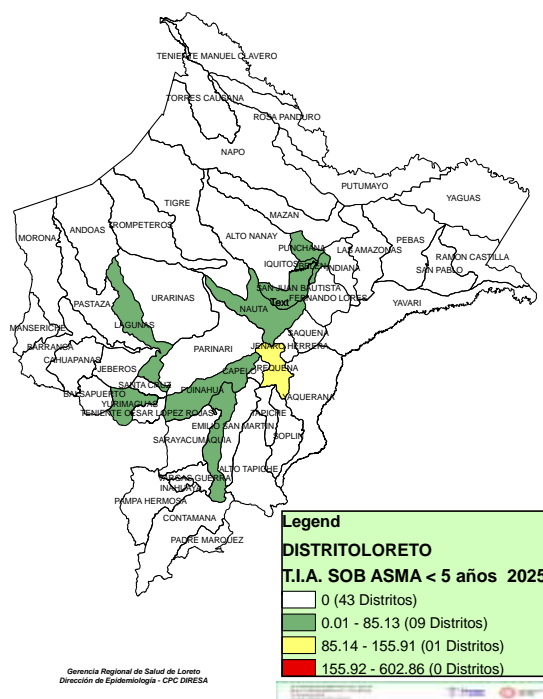 TENIENTE MANUEL CLAVERO
TORRES CAUSANA
ROSA PANDURO
NAPO
PUTUMAYO
YAGUAS
TIGRE
MAZAN
ANDOAS
TROMPETEROS
MORONA
ALTO NANAY
PUNCHANA
LAS AMAZONAS
PEBAS
RAMON CASTILLA
IQUITOS
INDIANA
SAN PABLO
PASTAZA
URARINAS
SAN JUAN BAUTISTA
FERNANDO LORES
YAVARI
Text
NAUTA
LAGUNAS
MANSERICHE
SAQUENA
BARRANCA
PARINARI
JENARO HERRERA
CAHUAPANAS
JEBEROS
CAPELO
REQUENA
SANTA CRUZ
PUINAHUA
YAQUERANA
BALSAPUERTO
YURIMAGUAS
TENIENTE CESAR LOPEZ ROJAS
TAPICHE
EMILIO SAN MARTIN
SOPLIN
SARAYACU
MAQUIA
ALTO TAPICHE
VARGAS GUERRA
INAHUAYA
PAMPA HERMOSA
CONTAMANA
PADRE MARQUEZ
Legend
DISTRITOLORETO
T.I.A. SOB ASMA < 5 años 2025
0 (43 Distritos)
0.01 - 85.13 (09 Distritos)
85.14 - 155.91 (01 Distritos)
155.92 - 602.86 (0 Distritos)
Gerencia Regional de Salud de Loreto
Dirección de Epidemiología - CPC DIRESA